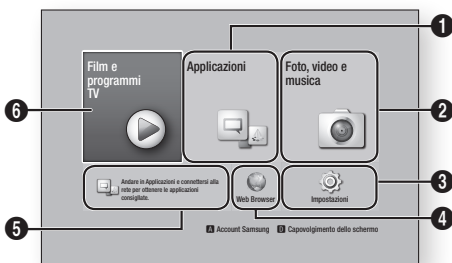 1
Film e
programmi
TV
Applicazioni
Foto, video e
musica
6
2
Andare in Applicazioni e connettersi alla
rete per ottenere le applicazioni
consigliate.
Web Browser
Impostazioni
3
4
5
A Account Samsung D Capovolgimento dello schermo